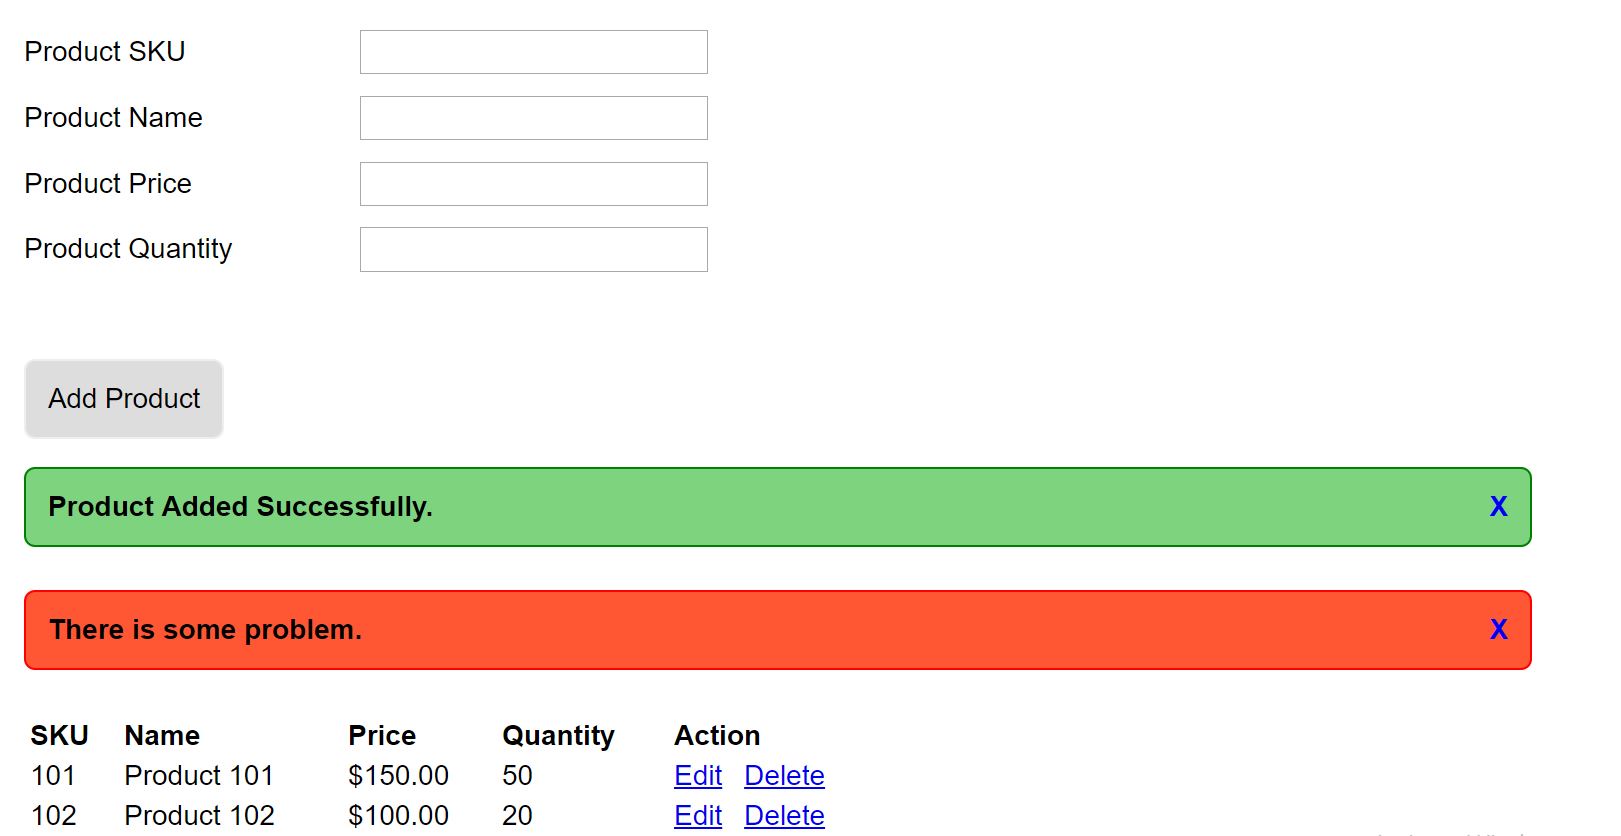 Product SKU
Product Name
Product Price
Product Quantity
Add Product
Product Added Successfully. X
There is some problem. X
SKU Name Price Quantity Action
101 Product 101 $150.00 50 Edit Delete
102 Product 102 $100.00 20 Edit Delete